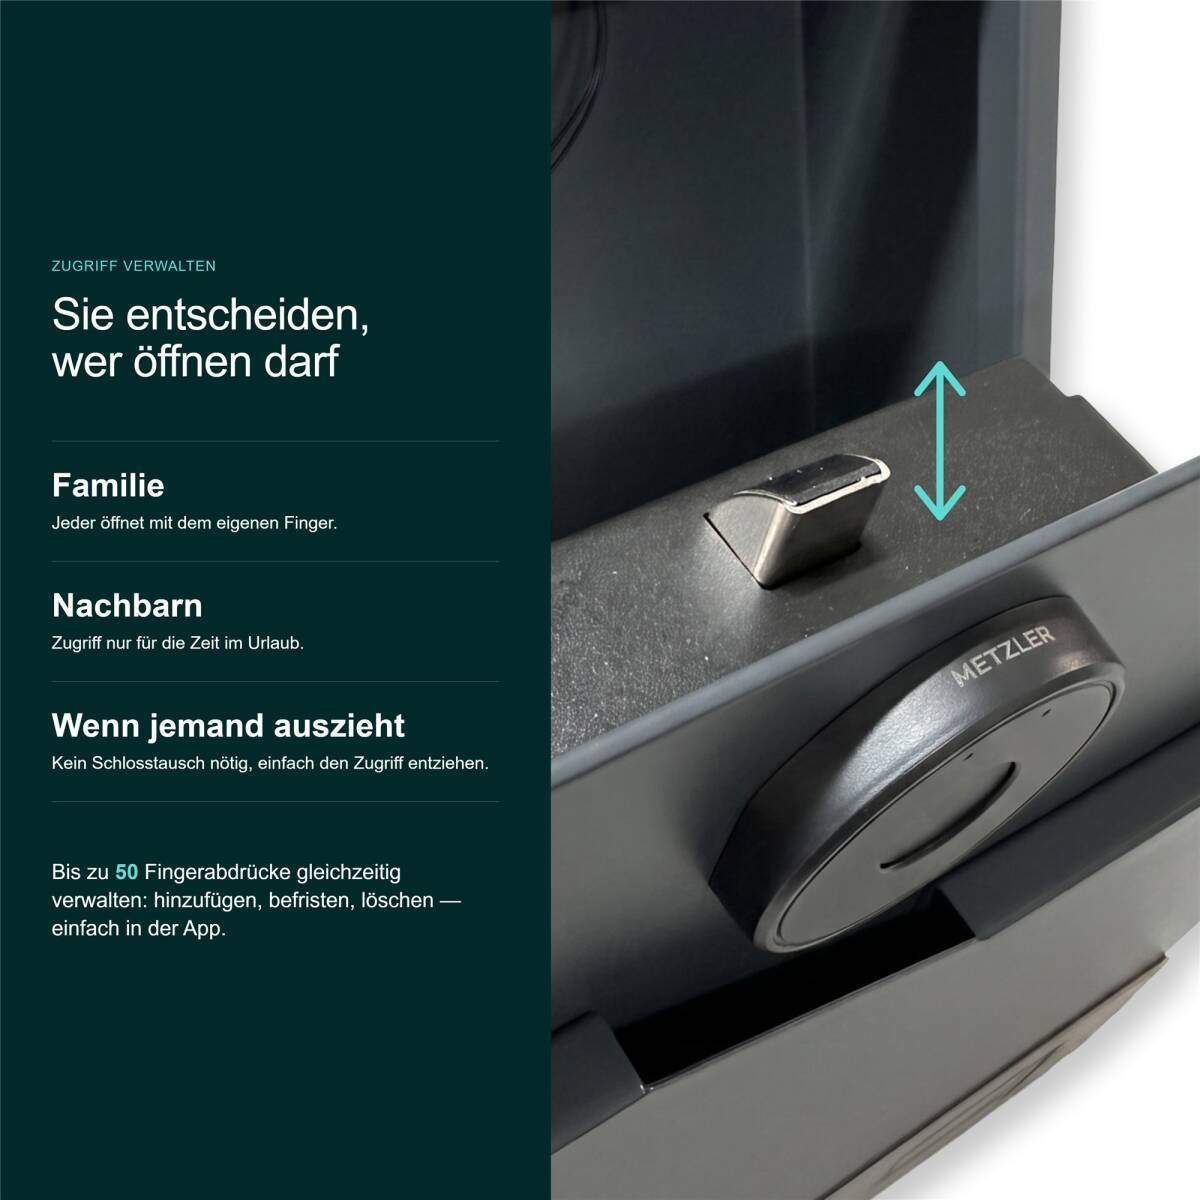 ZUGRIFF VERWALTEN
Sie entscheiden,
wer öffnen darf
Familie
Jeder öffnet mit dem eigenen Finger.
Nachbarn
Zugriff nur für die Zeit im Urlaub.
Wenn jemand auszieht
Kein Schlosstausch nötig, einfach den Zugriff entziehen.
Bis zu 50 Fingerabdrücke gleichzeitig
verwalten: hinzufügen, befristen, löschen —
einfach in der App.
METZLER